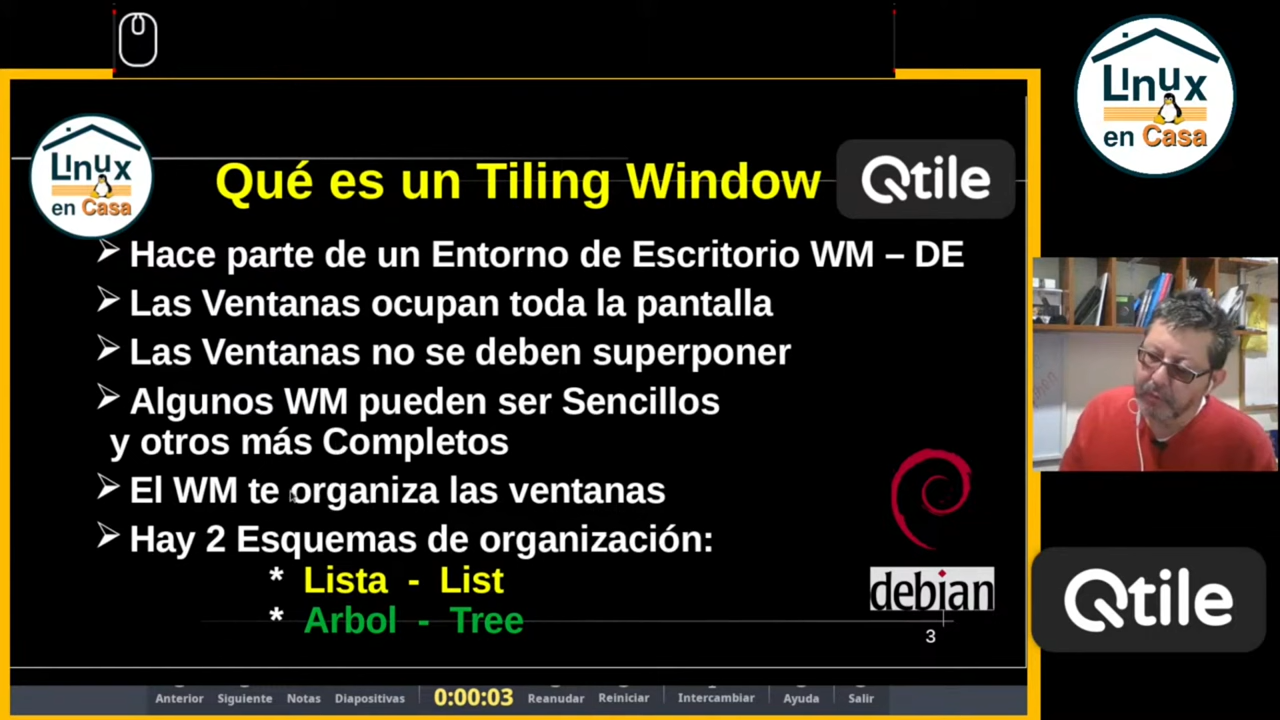 Linux
en Casa
Linux
en Casa
Qué es un Tiling Window
Qtile
➢ Hace parte de un Entorno de Escritorio WM – DE
➢ Las Ventanas ocupan toda la pantalla
➢ Las Ventanas no se deben superponer
➢ Algunos WM pueden ser Sencillos
y otros más Completos
➢ El WM te organiza las ventanas
➢ Hay 2 Esquemas de organización:
* Lista - List
* Arbol - Tree
debian
3
Qtile
Anterior Siguiente Notas Diapositivas 0:00:03 Reanudar Reiniciar Intercambiar Ayuda Salir